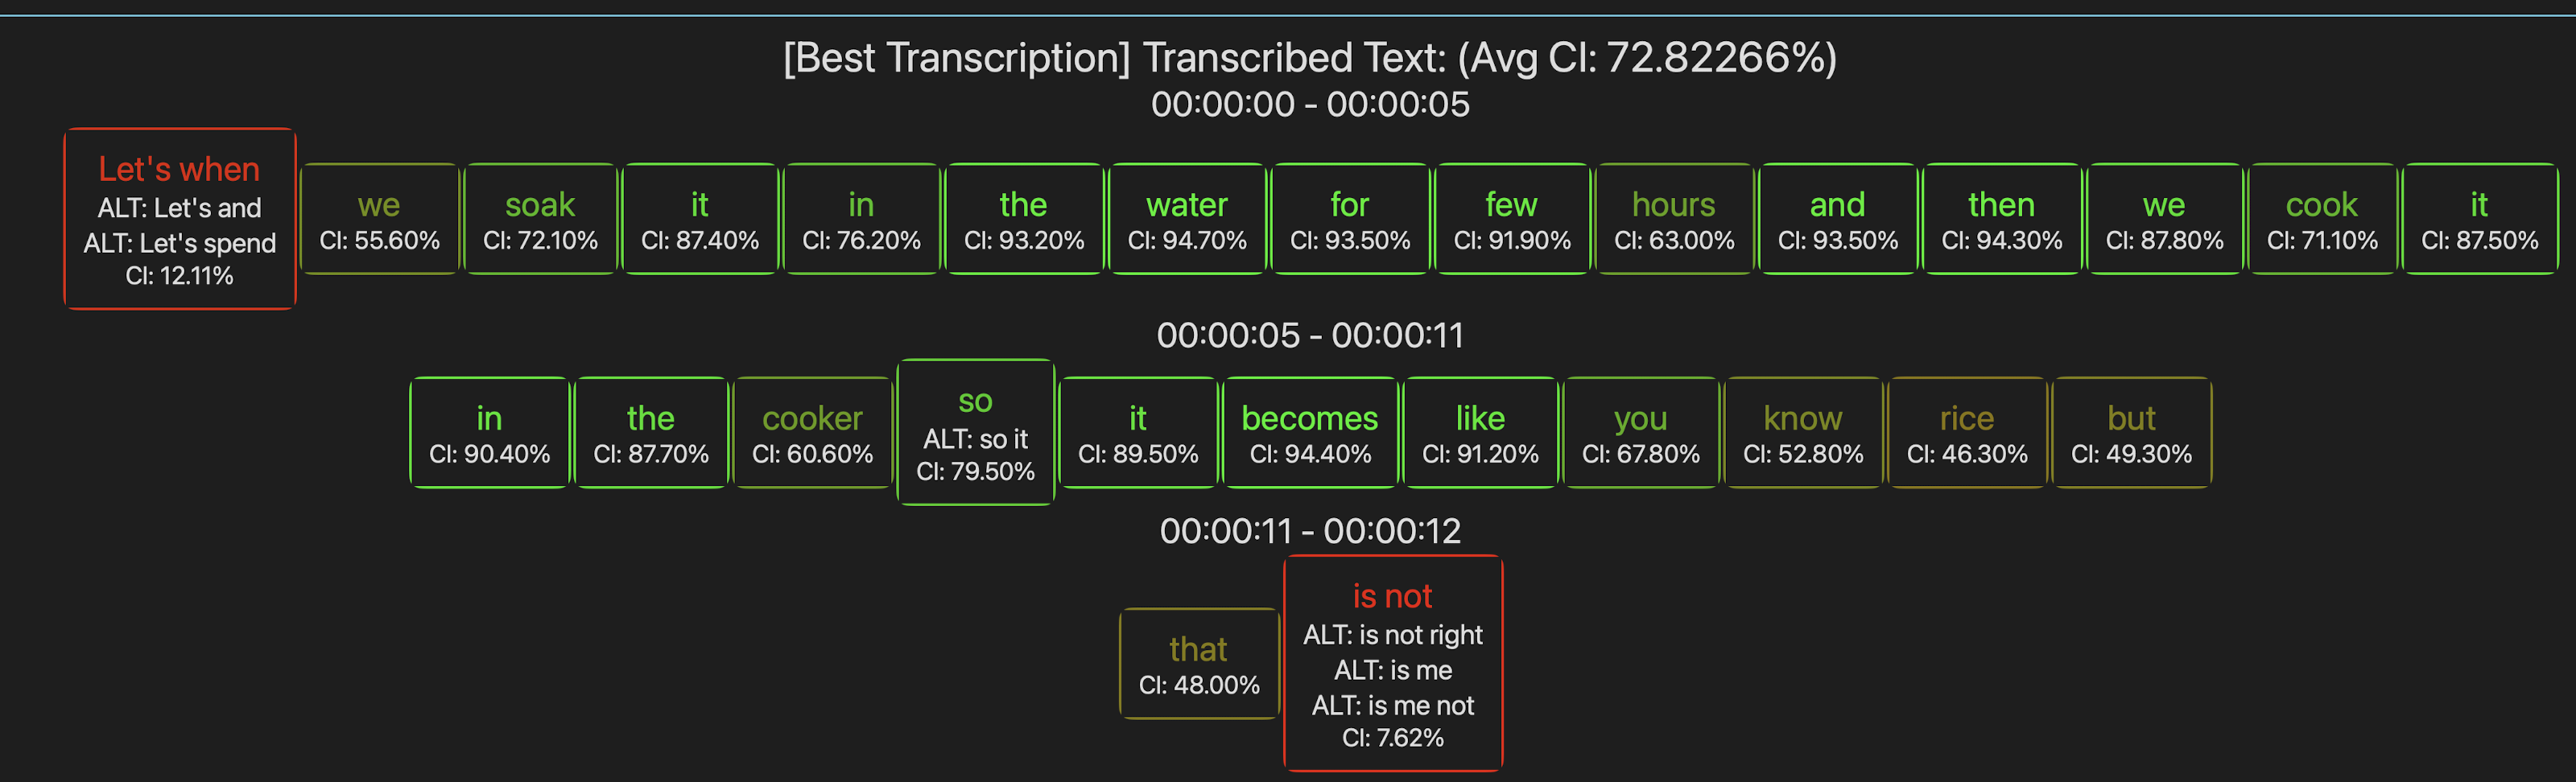 [Best Transcription] Transcribed Text: (Avg CI: 72.82266%)
00:00:00 - 00:00:05
Let's when
ALT: Let's and
ALT: Let's spend
CI: 12.11%
we
CI: 55.60%
soak
CI: 72.10%
it
CI: 87.40%
in
CI: 76.20%
the
CI: 93.20%
water
CI: 94.70%
for
CI: 93.50%
few
CI: 91.90%
hours
CI: 63.00%
and
CI: 93.50%
then
CI: 94.30%
we
CI: 87.80%
cook
CI: 71.10%
it
CI: 87.50%
00:00:05 - 00:00:11
in
CI: 90.40%
the
CI: 87.70%
cooker
CI: 60.60%
so
ALT: so it
CI: 79.50%
it
CI: 89.50%
becomes
CI: 94.40%
like
CI: 91.20%
you
CI: 67.80%
know
CI: 52.80%
rice
CI: 46.30%
but
CI: 49.30%
00:00:11 - 00:00:12
that
CI: 48.00%
is not
ALT: is not right
ALT: is me
ALT: is me not
CI: 7.62%